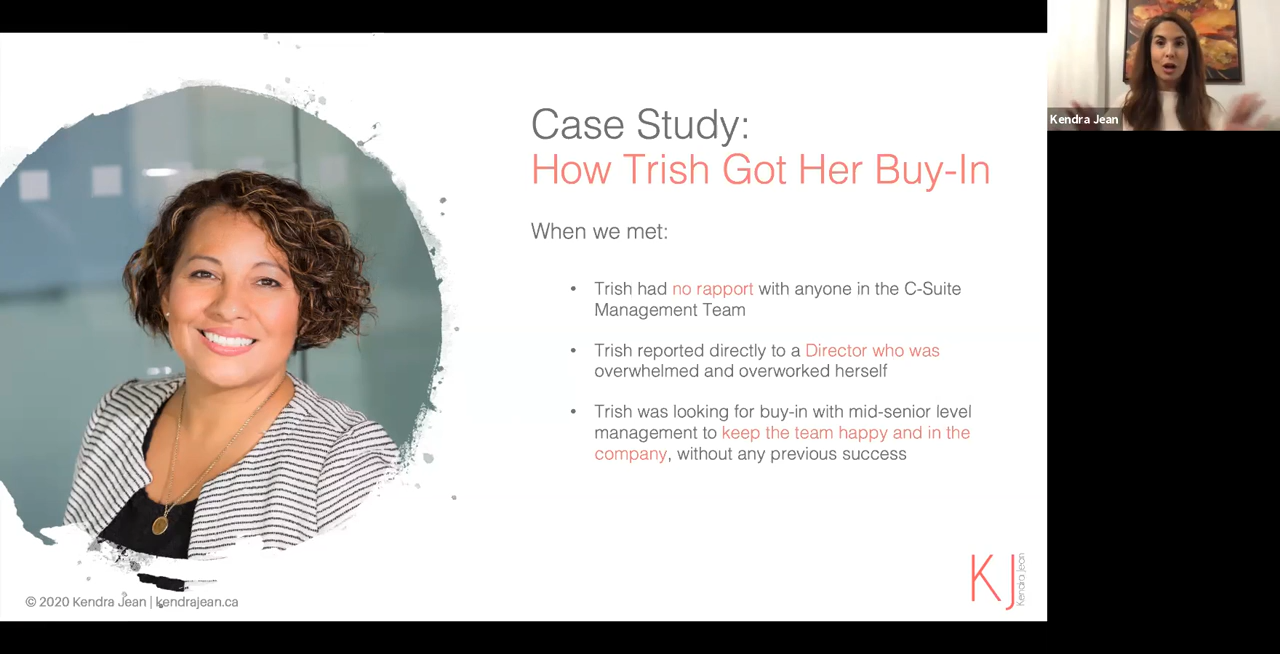 Case Study:
How Trish Got Her Buy-In
When we met:
• Trish had no rapport with anyone in the C-Suite
Management Team
• Trish reported directly to a Director who was
overwhelmed and overworked herself
• Trish was looking for buy-in with mid-senior level
management to keep the team happy and in the
company, without any previous success
© 2020 Kendra Jean | kendrajean.ca
KJ
Kendra Jean
Kendra Jean